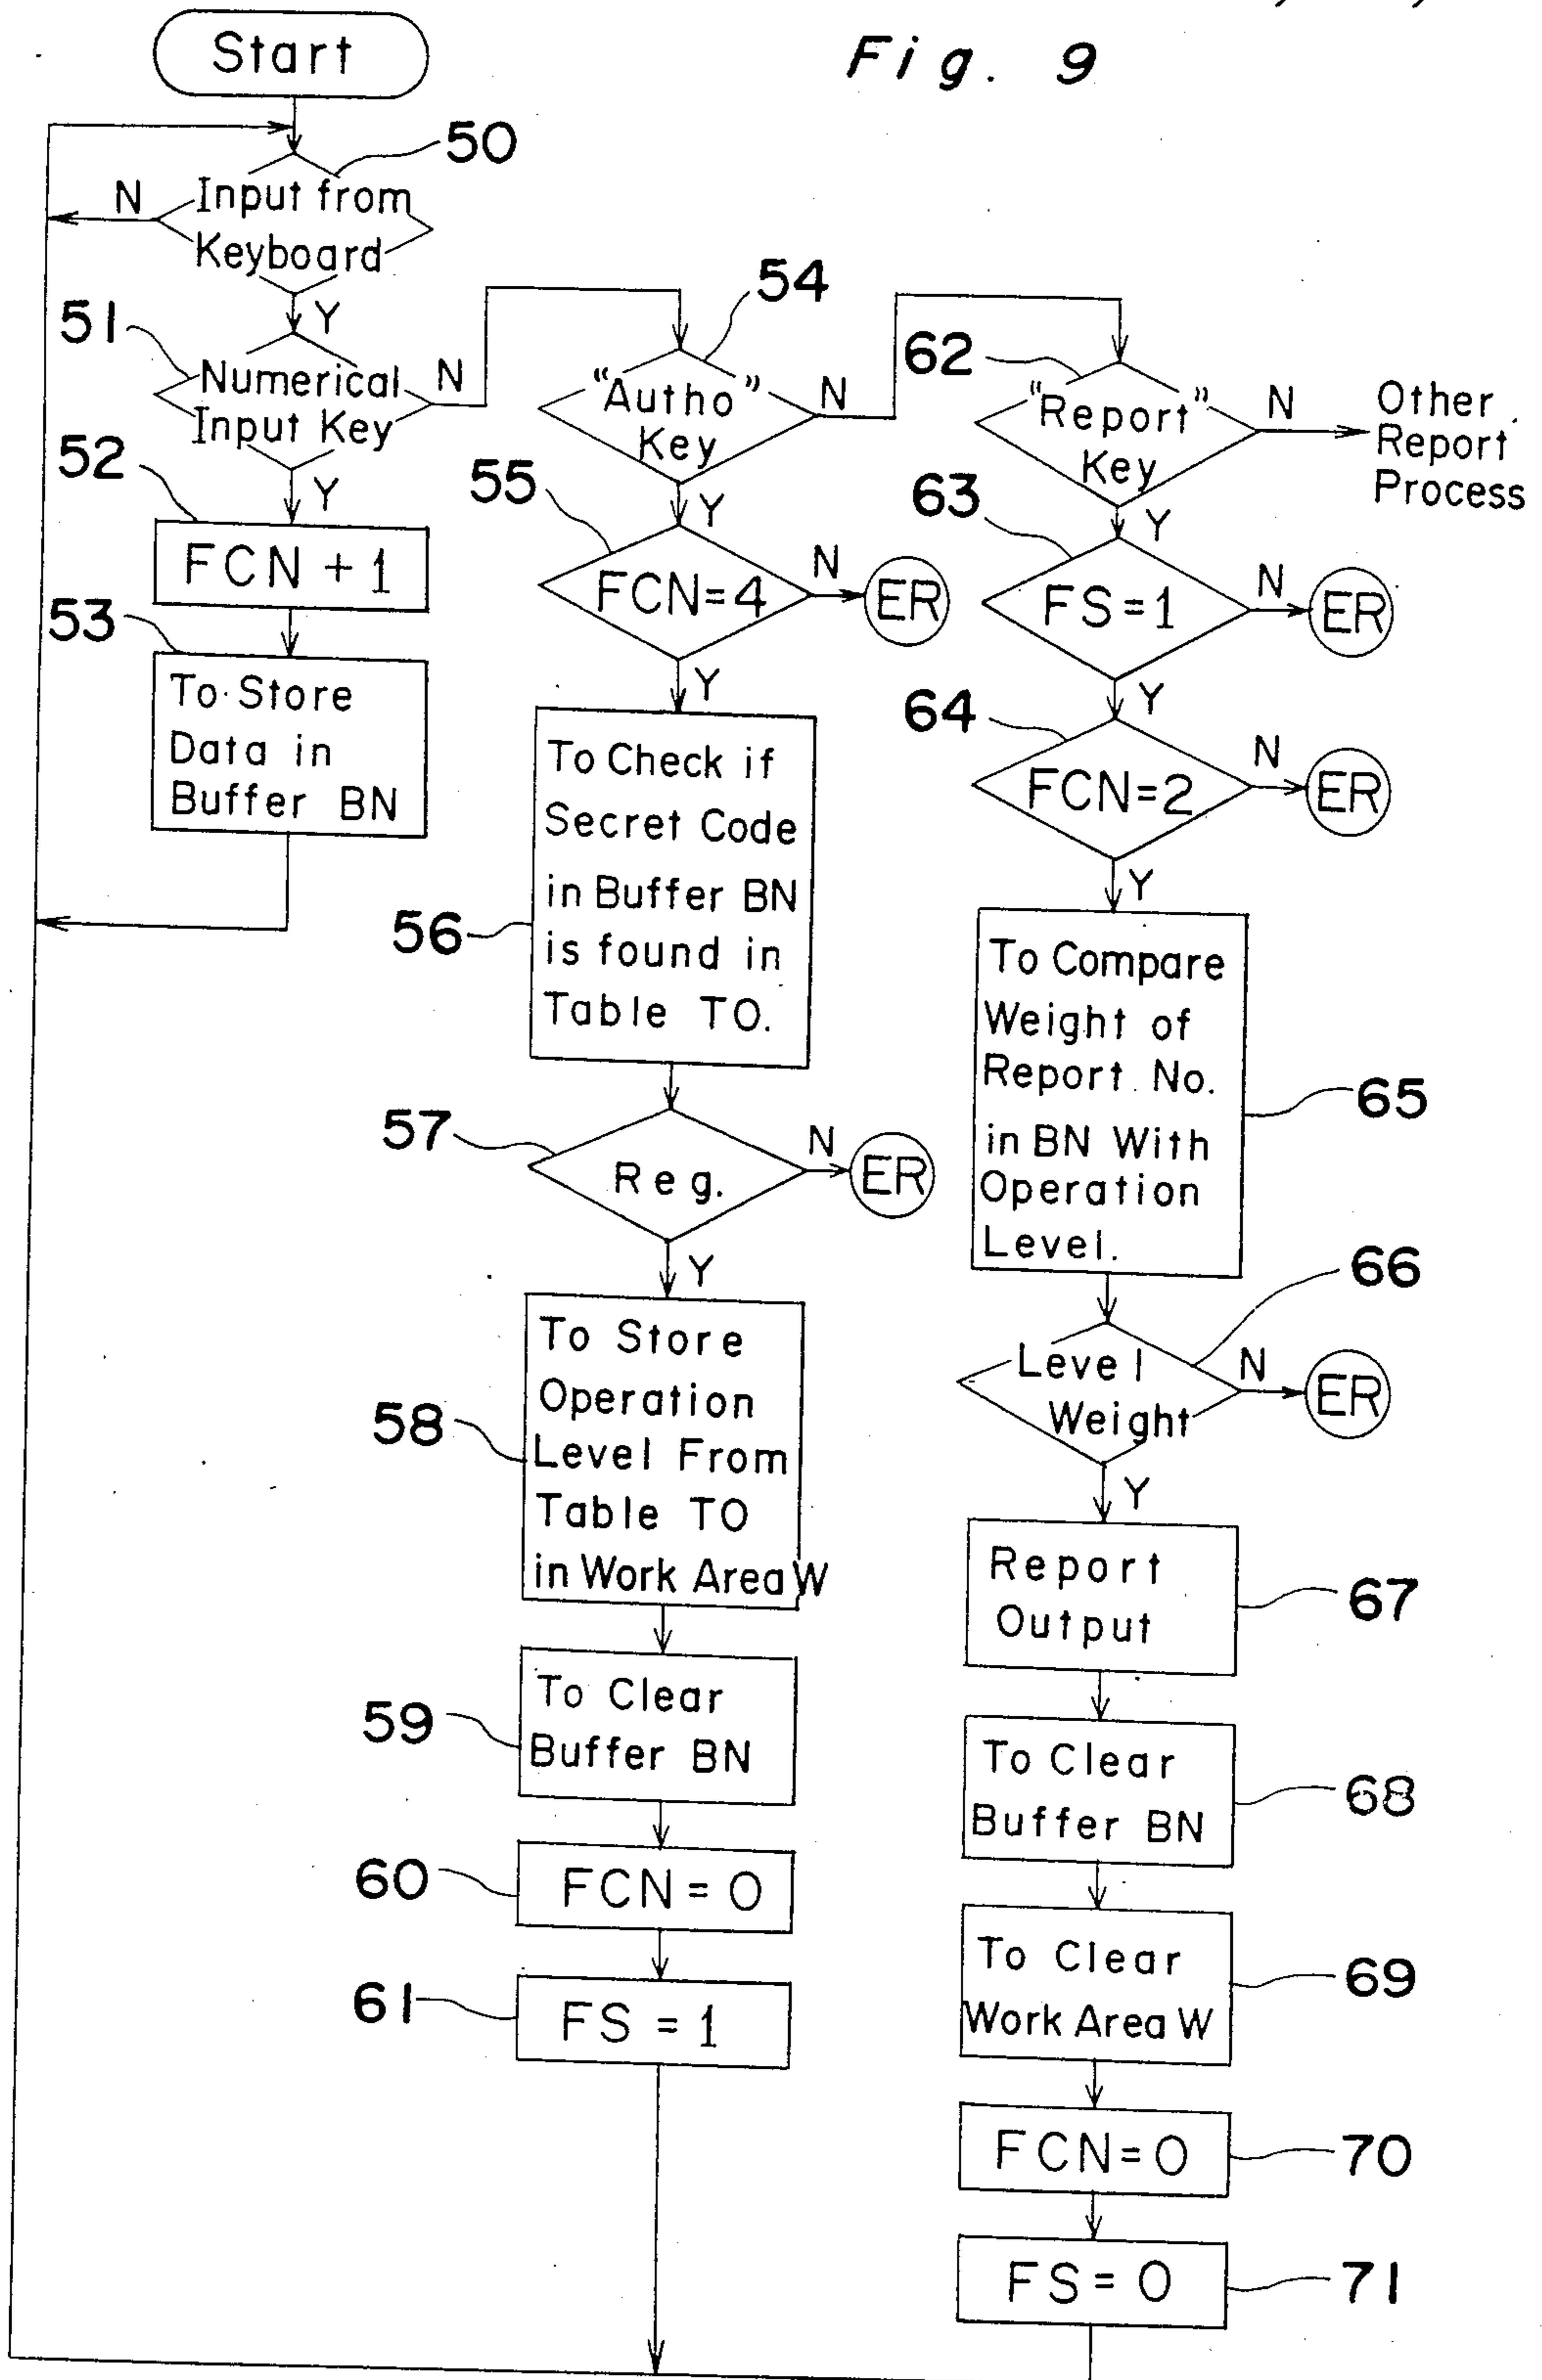 Fig. 9
Start
50
Input from
Keyboard
N
Y
51
Numerical
Input Key
N
Y
52
FCN + 1
53
To Store
Data in
Buffer BN
54
"Autho"
Key
N
Y
55
FCN=4
N
ER
Y
56
To Check if
Secret Code
in Buffer BN
is found in
Table TO.
57
Reg.
N
ER
Y
58
To Store
Operation
Level From
Table TO
in Work Area W
59
To Clear
Buffer BN
60
FCN = 0
61
FS = 1
62
"Report"
Key
N
Other
Report
Process
Y
63
FS=1
N
ER
Y
64
FCN=2
N
ER
Y
65
To Compare
Weight of
Report No.
in BN With
Operation
Level.
66
Level
Weight
N
ER
Y
67
Report
Output
68
To Clear
Buffer BN
69
To Clear
Work Area W
70
FCN=0
71
FS=0